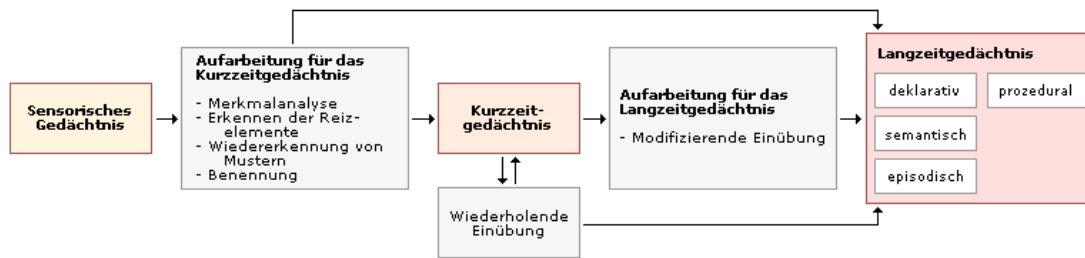 Sensorisches
Gedächtnis
Aufarbeitung für das
Kurzzeitgedächtnis
- Merkmalanalyse
- Erkennen der Reiz-
elemente
- Wiedererkennung von
Mustern
- Benennung
Kurzzeit-
gedächtnis
Wiederholende
Einübung
Aufarbeitung für das
Langzeitgedächtnis
- Modifizierende Einübung
Langzeitgedächtnis
deklarativ
prozedural
semantisch
episodisch